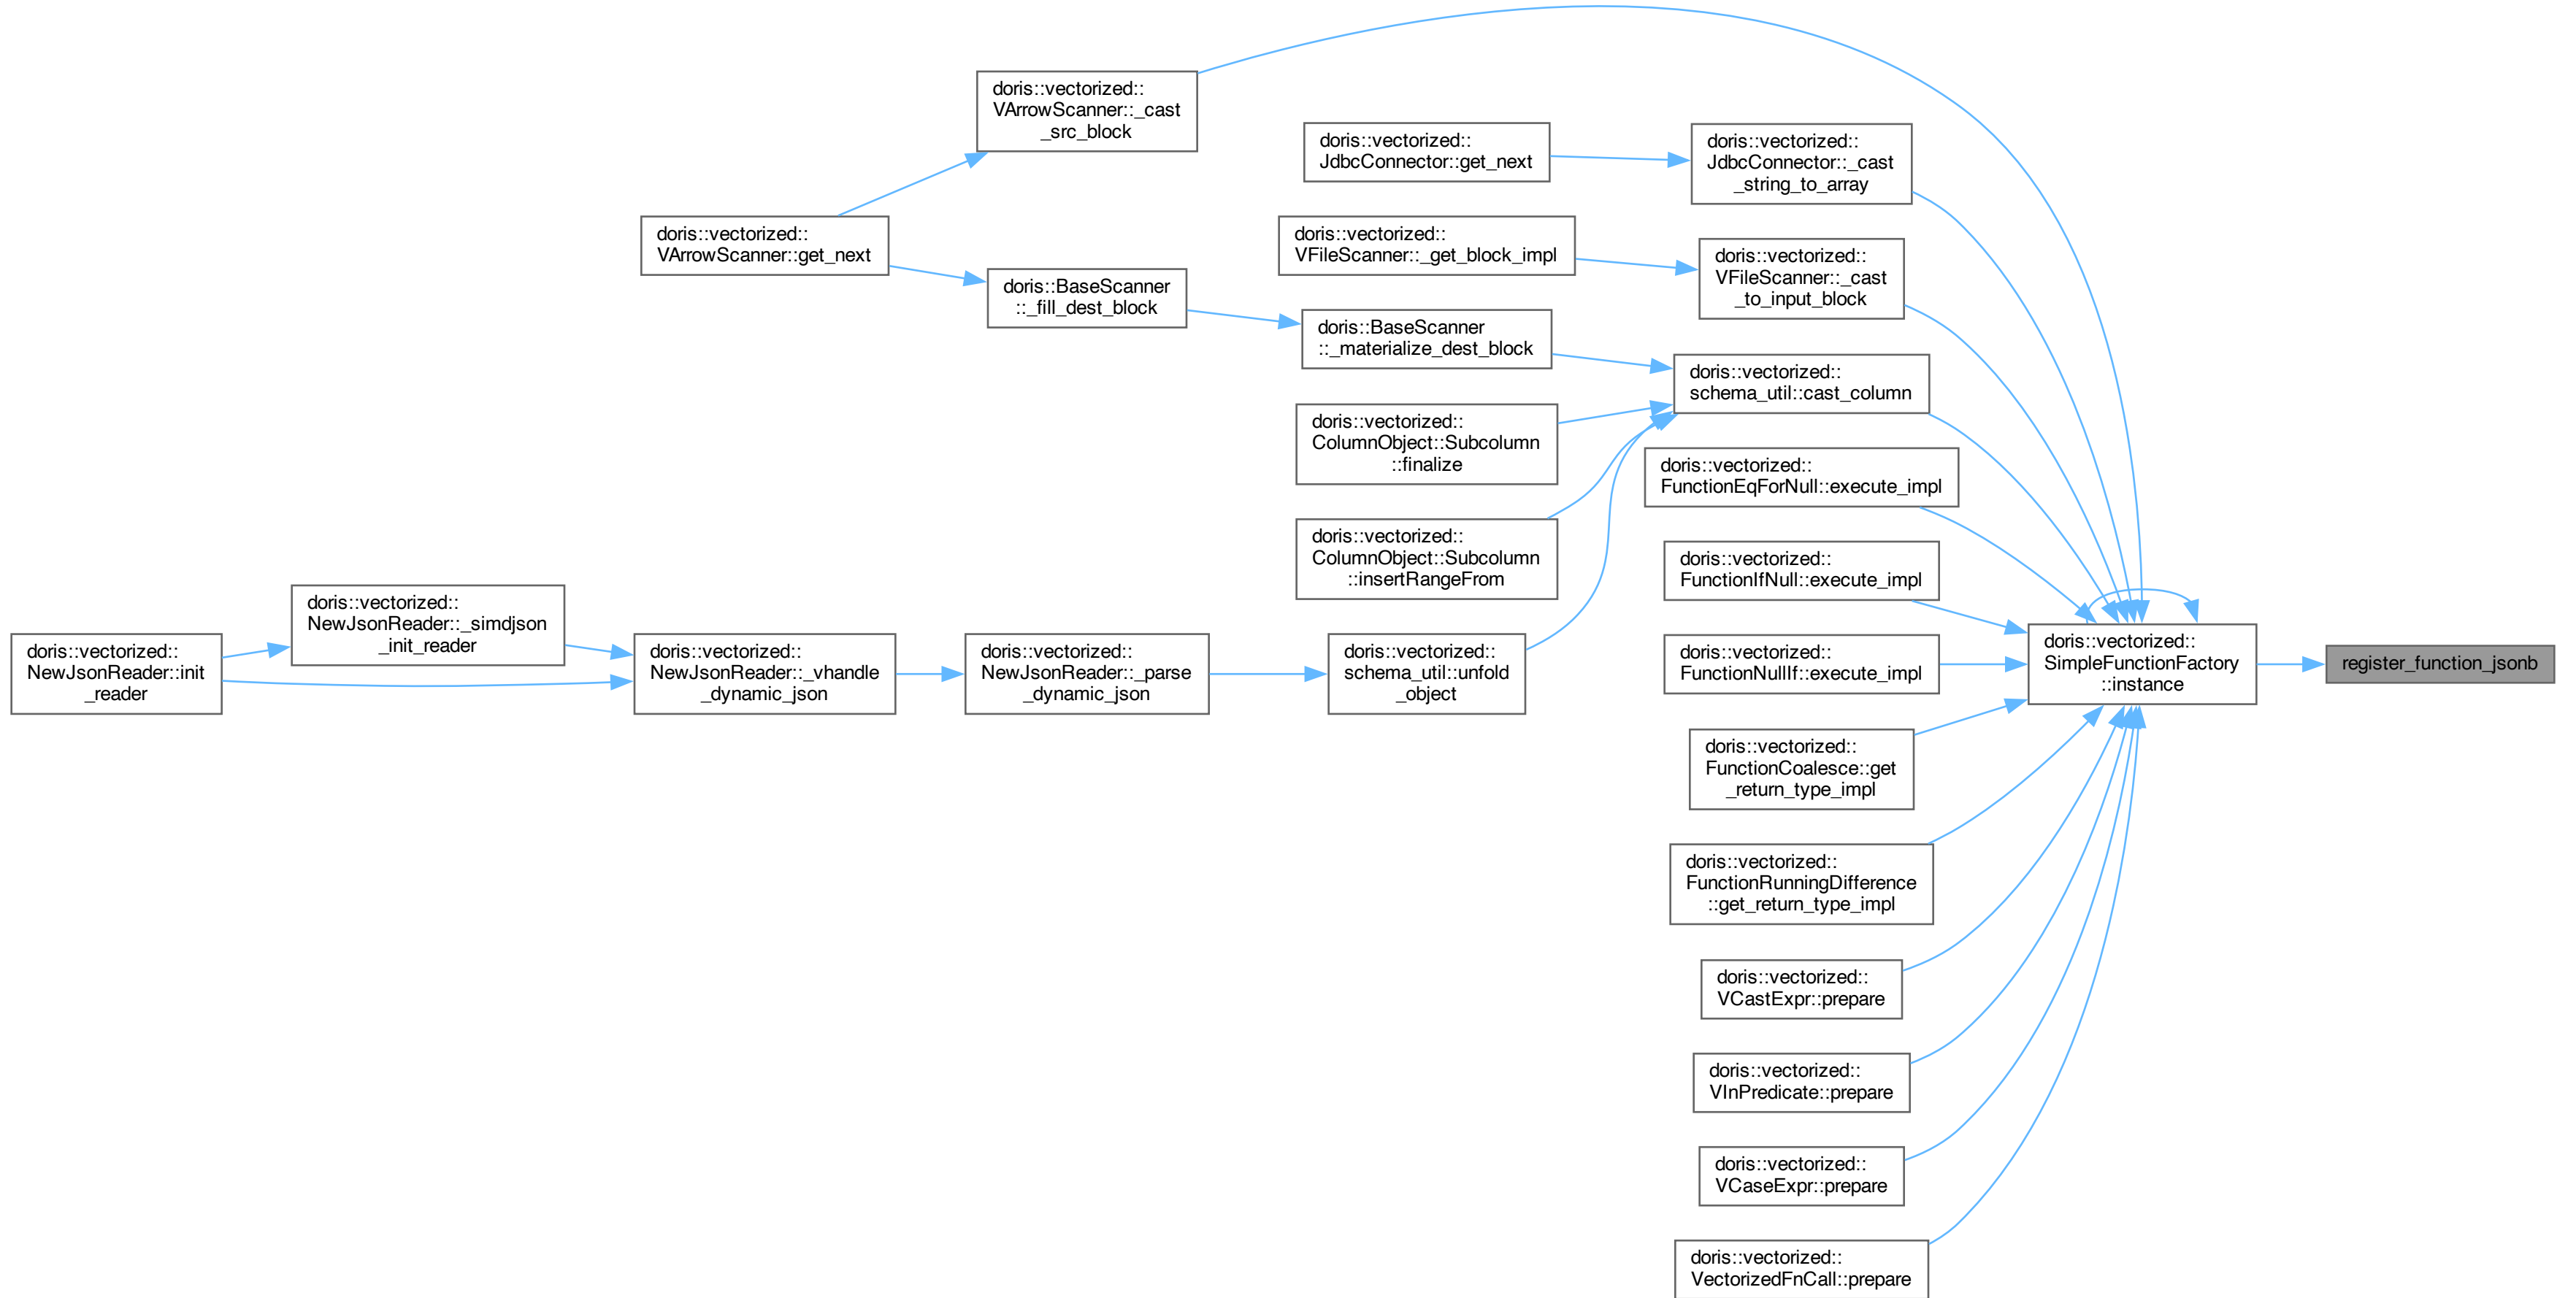 doris::vectorized::
VArrowScanner::_cast
_src_block
doris::vectorized::
JdbcConnector::get_next
doris::vectorized::
JdbcConnector::_cast
_string_to_array
doris::vectorized::
VArrowScanner::get_next
doris::vectorized::
VFileScanner::_get_block_impl
doris::vectorized::
VFileScanner::_cast
_to_input_block
doris::BaseScanner
::_fill_dest_block
doris::BaseScanner
::_materialize_dest_block
doris::vectorized::
schema_util::cast_column
doris::vectorized::
ColumnObject::Subcolumn
::finalize
doris::vectorized::
FunctionEqForNull::execute_impl
doris::vectorized::
ColumnObject::Subcolumn
::insertRangeFrom
doris::vectorized::
FunctionIfNull::execute_impl
doris::vectorized::
NewJsonReader::init
_reader
doris::vectorized::
NewJsonReader::_simdjson
_init_reader
doris::vectorized::
NewJsonReader::_vhandle
_dynamic_json
doris::vectorized::
NewJsonReader::_parse
_dynamic_json
doris::vectorized::
schema_util::unfold
_object
doris::vectorized::
FunctionNullIf::execute_impl
doris::vectorized::
SimpleFunctionFactory
::instance
register_function_jsonb
doris::vectorized::
FunctionCoalesce::get
_return_type_impl
doris::vectorized::
FunctionRunningDifference
::get_return_type_impl
doris::vectorized::
VCastExpr::prepare
doris::vectorized::
VInPredicate::prepare
doris::vectorized::
VCaseExpr::prepare
doris::vectorized::
VectorizedFnCall::prepare